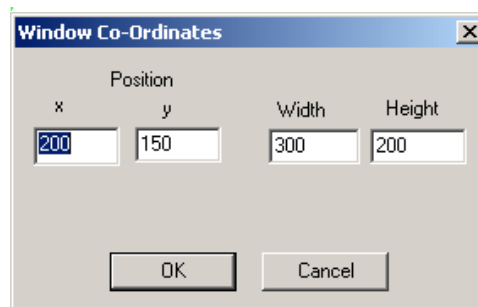 Window Co-Ordinates
Position
x y Width Height
200 150 300 200
OK Cancel